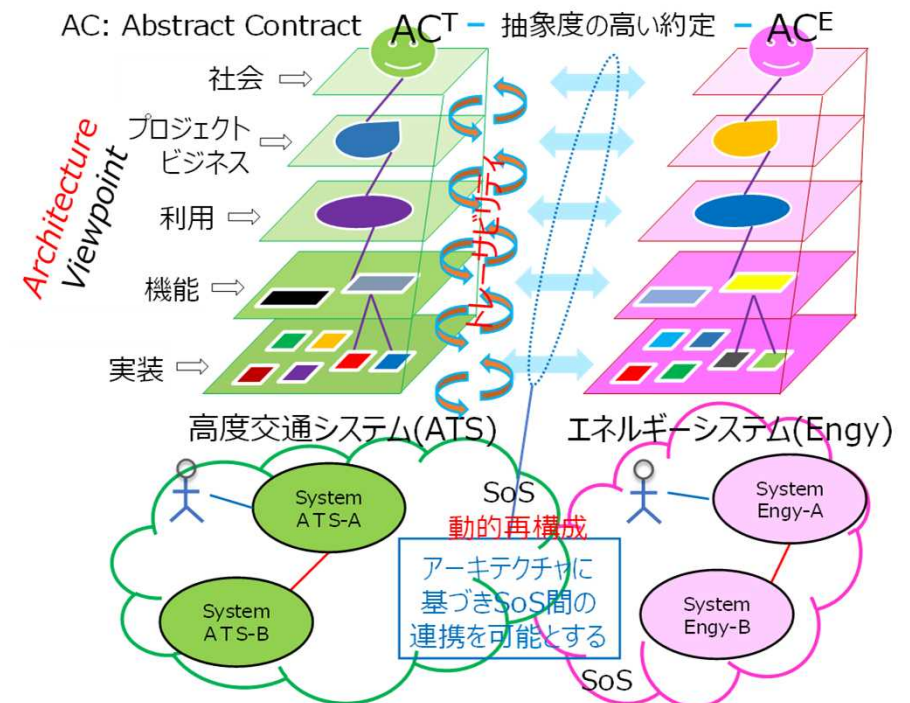 AC: Abstract Contract ACᵀ − 抽象度の高い約定 − ACᴱ
社会 ⇨
プロジェクト
ビジネス ⇨
利用 ⇨
機能 ⇨
実装 ⇨
Architecture
Viewpoint
トレーサビリティ
高度交通システム(ATS)
エネルギーシステム(Engy)
System
ATS-A
System
ATS-B
SoS
動的再構成
アーキテクチャに
基づきSoS間の
連携を可能とする
System
Engy-A
System
Engy-B
SoS